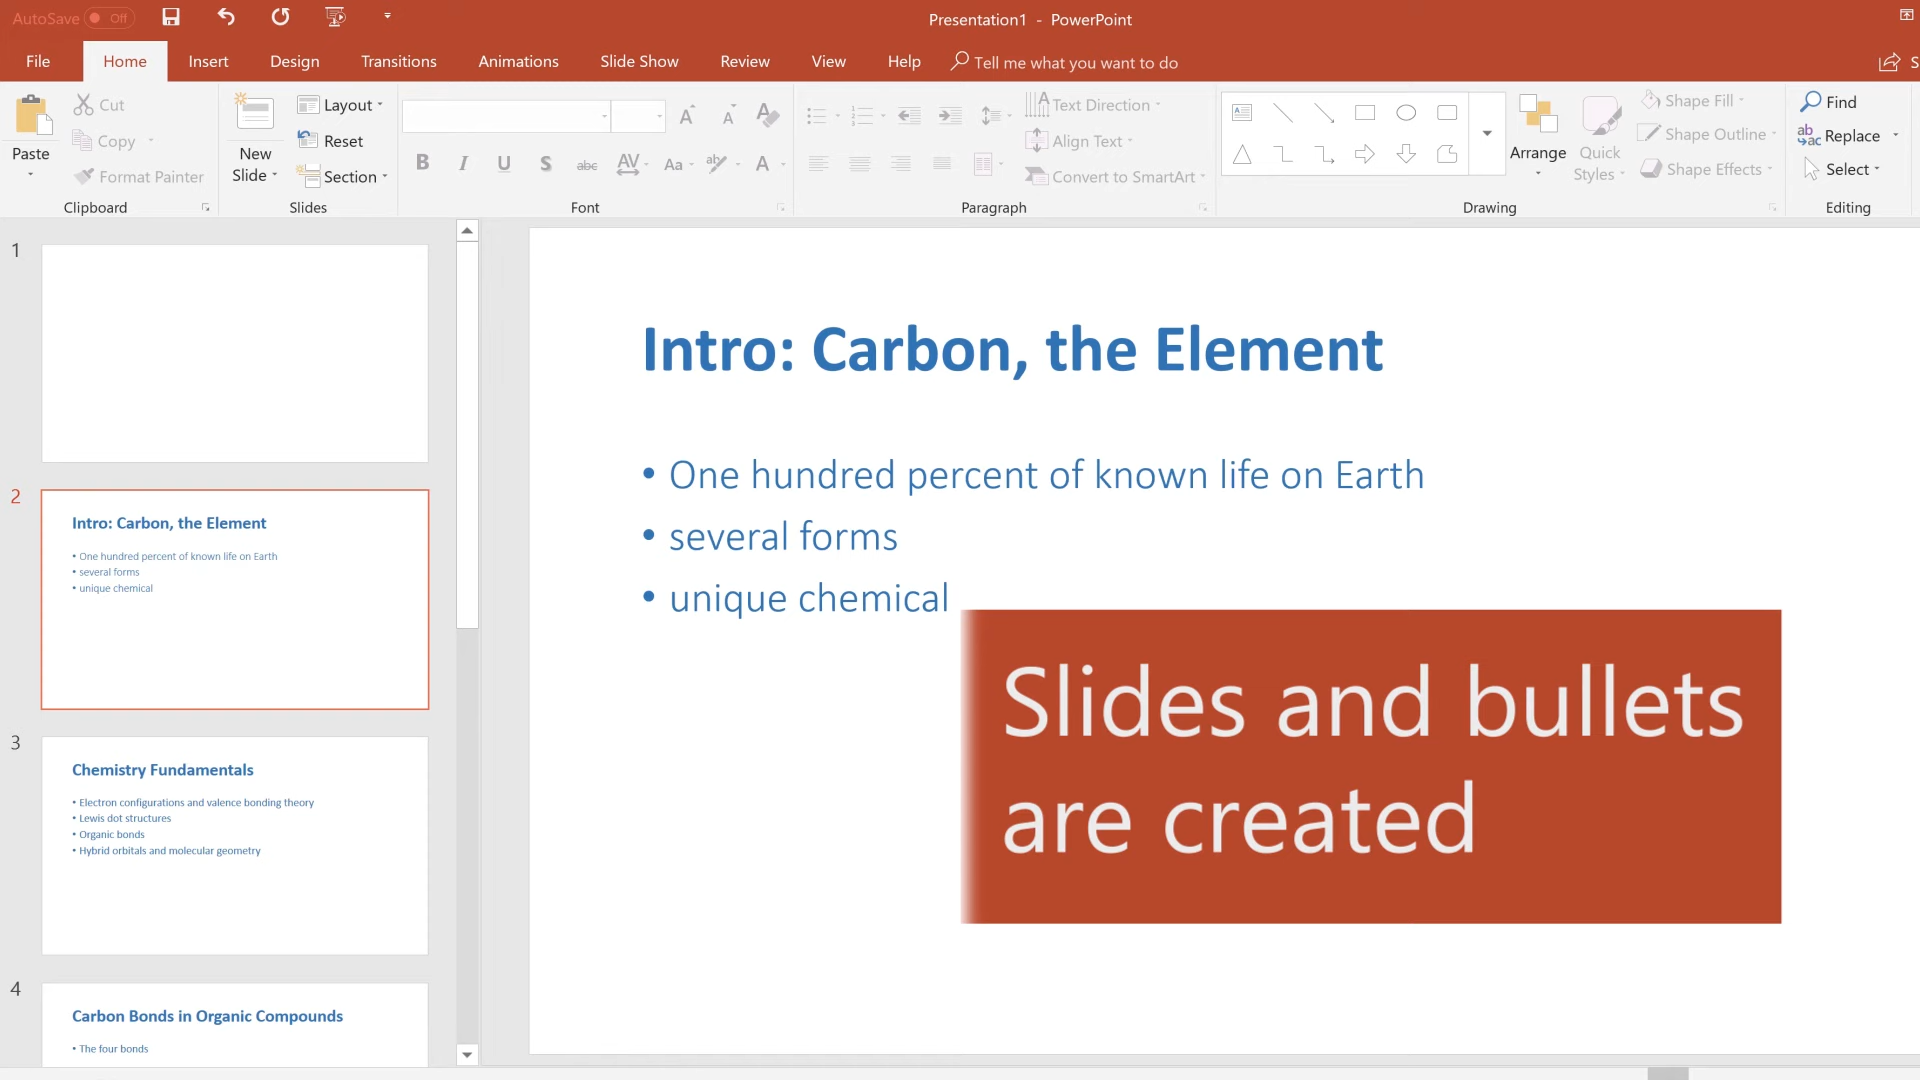 AutoSave Off
Presentation1 - PowerPoint
File Home Insert Design Transitions Animations Slide Show Review View Help Tell me what you want to do S
Paste
Cut
Copy
Format Painter
Clipboard
New
Slide
Layout
Reset
Section
Slides
B I U S abc AV Aa A
Font
Text Direction
Align Text
Convert to SmartArt
Paragraph
Arrange
Quick
Styles
Shape Fill
Shape Outline
Shape Effects
Drawing
Find
Replace
Select
Editing
1
2
Intro: Carbon, the Element
• One hundred percent of known life on Earth
• several forms
• unique chemical
3
Chemistry Fundamentals
• Electron configurations and valence bonding theory
• Lewis dot structures
• Organic bonds
• Hybrid orbitals and molecular geometry
4
Carbon Bonds in Organic Compounds
• The four bonds
Intro: Carbon, the Element
• One hundred percent of known life on Earth
• several forms
• unique chemical
Slides and bullets
are created